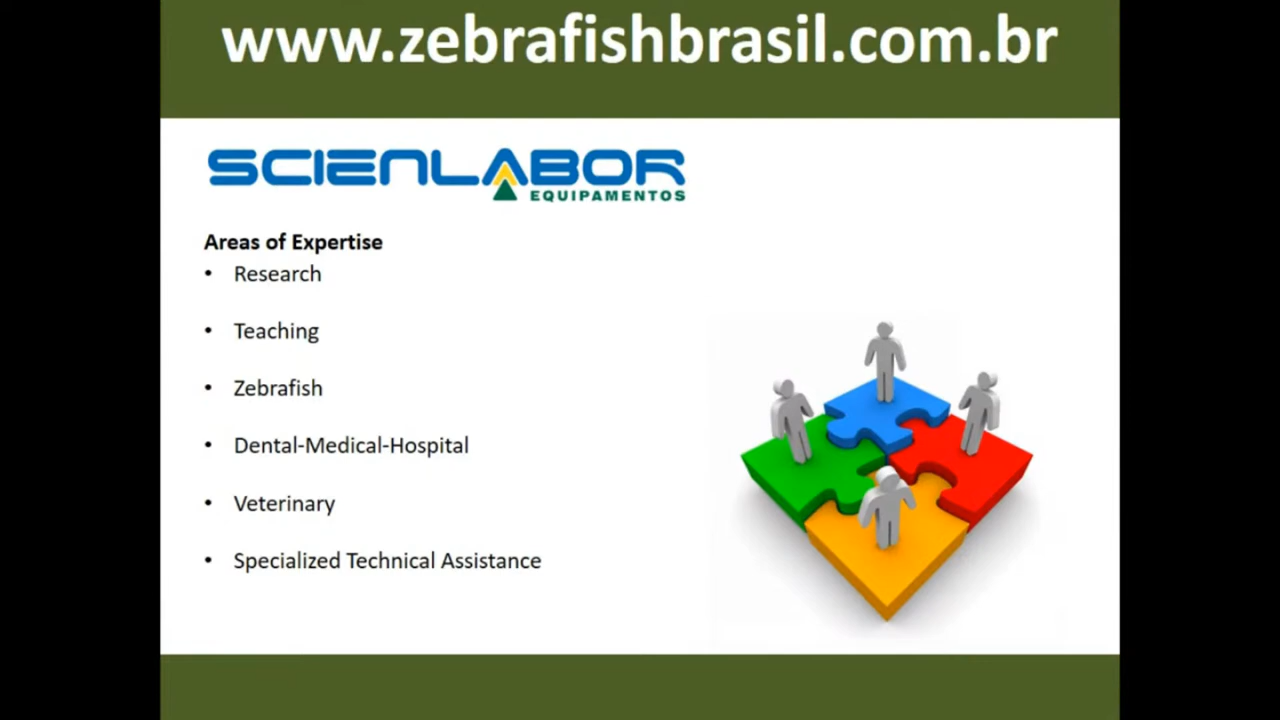 www.zebrafishbrasil.com.br
SCIENLABOR
EQUIPAMENTOS
Areas of Expertise
• Research
• Teaching
• Zebrafish
• Dental-Medical-Hospital
• Veterinary
• Specialized Technical Assistance